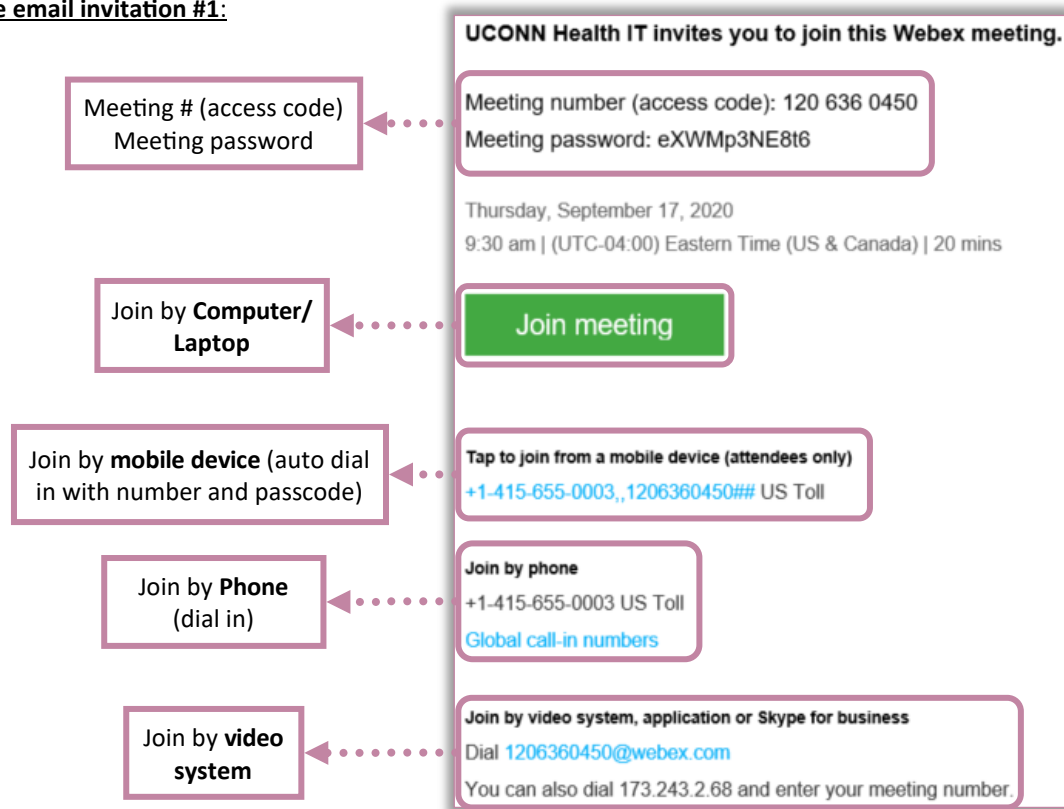 e email invitation #1:
UCONN Health IT invites you to join this Webex meeting.
Meeting # (access code)
Meeting password
Meeting number (access code): 120 636 0450
Meeting password: eXWMp3NE8t6
Thursday, September 17, 2020
9:30 am | (UTC-04:00) Eastern Time (US & Canada) | 20 mins
Join by Computer/
Laptop
Join meeting
Join by mobile device (auto dial
in with number and passcode)
Tap to join from a mobile device (attendees only)
+1-415-655-0003,,1206360450## US Toll
Join by Phone
(dial in)
Join by phone
+1-415-655-0003 US Toll
Global call-in numbers
Join by video
system
Join by video system, application or Skype for business
Dial 1206360450@webex.com
You can also dial 173.243.2.68 and enter your meeting number.